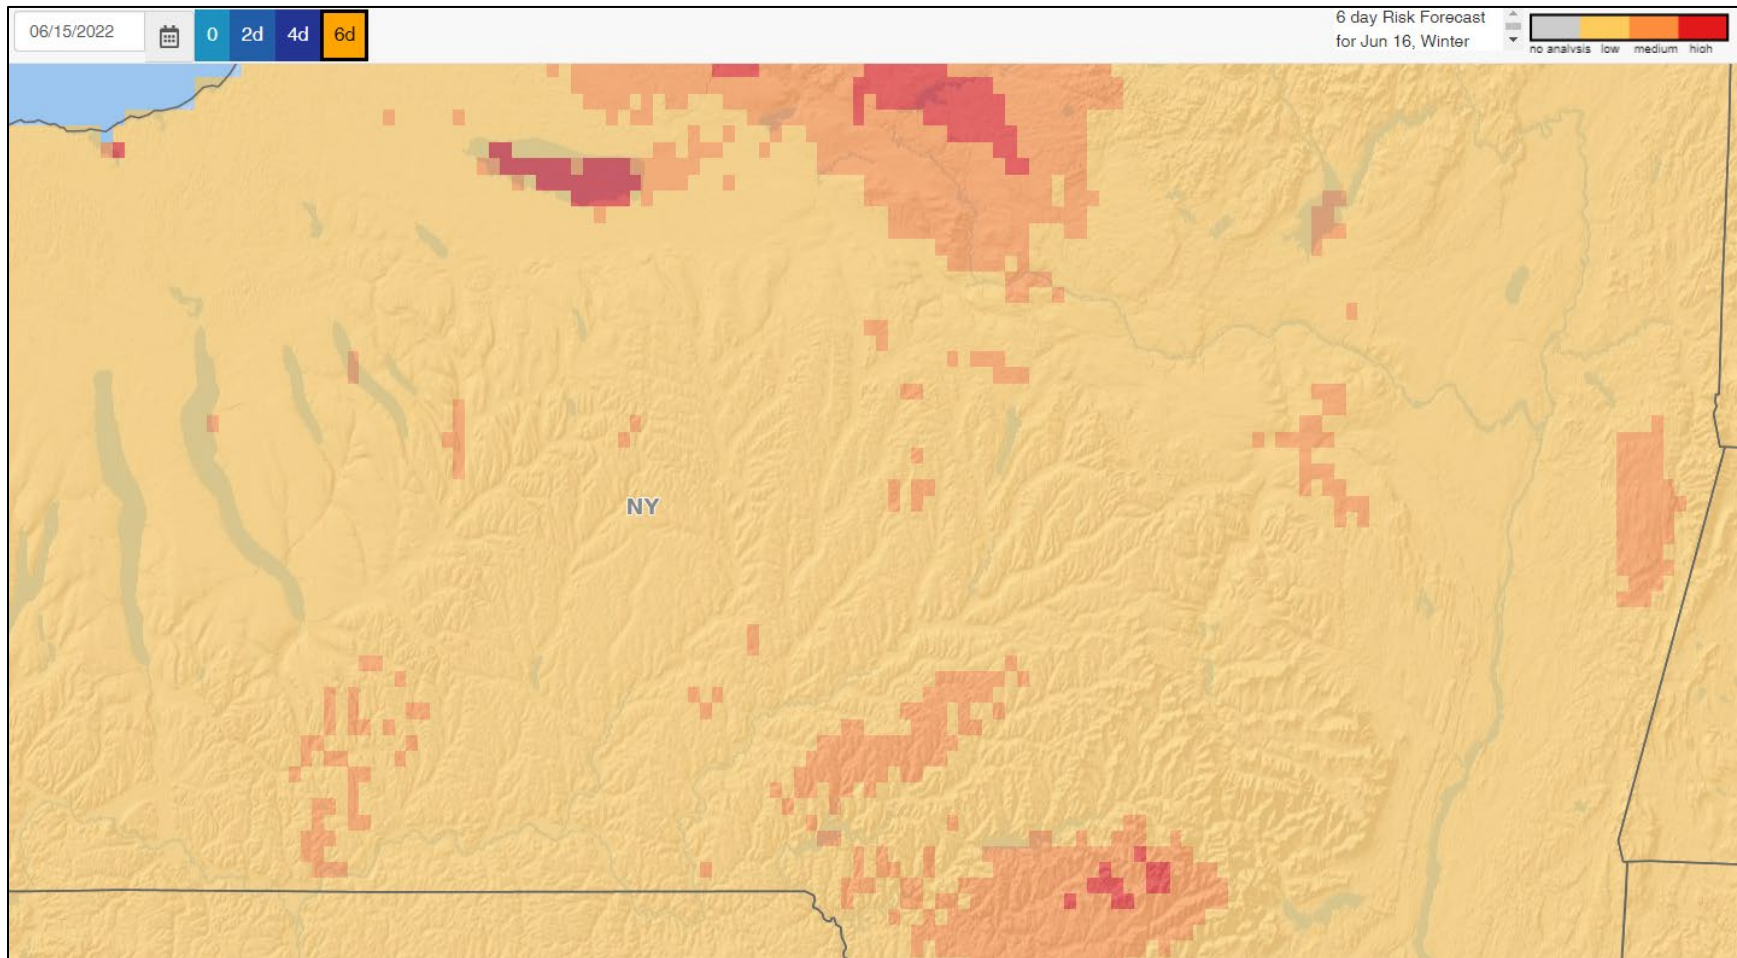 06/15/2022
0 2d 4d 6d
6 day Risk Forecast
for Jun 16, Winter
no analysis low medium high
NY